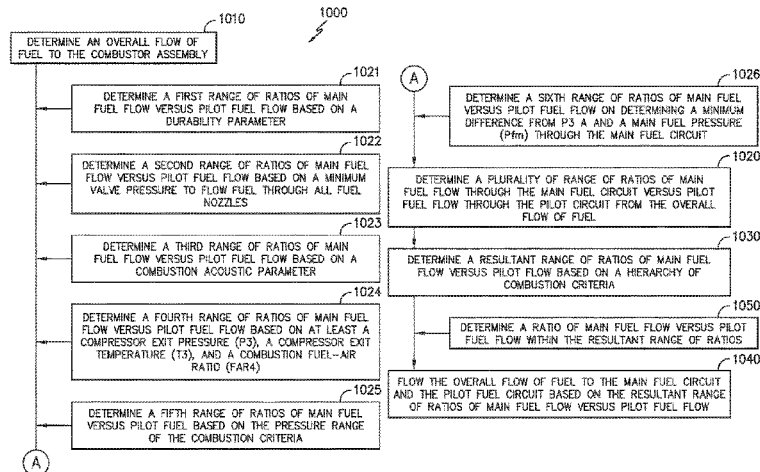 1000
1010
DETERMINE AN OVERALL FLOW OF
FUEL TO THE COMBUSTOR ASSEMBLY
1021
DETERMINE A FIRST RANGE OF RATIOS OF MAIN
FUEL FLOW VERSUS PILOT FUEL FLOW BASED ON A
DURABILITY PARAMETER
1022
DETERMINE A SECOND RANGE OF RATIOS OF MAIN FUEL
FLOW VERSUS PILOT FUEL FLOW BASED ON A MINIMUM
VALVE PRESSURE TO FLOW FUEL THROUGH ALL FUEL
NOZZLES
1023
DETERMINE A THIRD RANGE OF RATIOS OF MAIN
FUEL FLOW VERSUS PILOT FUEL FLOW BASED ON
A COMBUSTION ACOUSTIC PARAMETER
1024
DETERMINE A FOURTH RANGE OF RATIOS OF MAIN FUEL
FLOW VERSUS PILOT FUEL FLOW BASED ON AT LEAST A
COMPRESSOR EXIT PRESSURE (P3), A COMPRESSOR EXIT
TEMPERATURE (T3), AND A COMBUSTION FUEL-AIR
RATIO (FAR4)
1025
DETERMINE A FIFTH RANGE OF RATIOS OF MAIN FUEL
VERSUS PILOT FUEL BASED ON THE PRESSURE RANGE
OF THE COMBUSTION CRITERIA
A
A
1026
DETERMINE A SIXTH RANGE OF RATIOS OF MAIN FUEL
VERSUS PILOT FUEL FLOW ON DETERMINING A MINIMUM
DIFFERENCE FROM P3 A AND A MAIN FUEL PRESSURE
(Pfm) THROUGH THE MAIN FUEL CIRCUIT
1020
DETERMINE A PLURALITY OF RANGE OF RATIOS OF MAIN
FUEL FLOW THROUGH THE MAIN FUEL CIRCUIT VERSUS PILOT
FUEL FLOW THROUGH THE PILOT CIRCUIT FROM THE OVERALL
FLOW OF FUEL
1030
DETERMINE A RESULTANT RANGE OF RATIOS OF MAIN FUEL
FLOW VERSUS PILOT FLOW BASED ON A HIERARCHY OF
COMBUSTION CRITERIA
1050
DETERMINE A RATIO OF MAIN FUEL FLOW VERSUS PILOT
FUEL FLOW WITHIN THE RESULTANT RANGE OF RATIOS
1040
FLOW THE OVERALL FLOW OF FUEL TO THE MAIN FUEL CIRCUIT
AND THE PILOT FUEL CIRCUIT BASED ON THE RESULTANT RANGE
OF RATIOS OF MAIN FUEL FLOW VERSUS PILOT FUEL FLOW